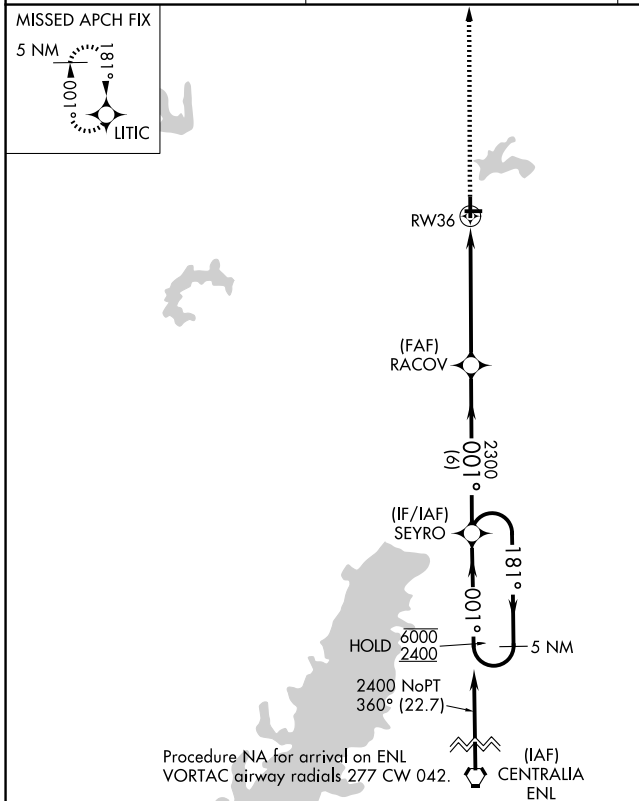 MISSED APCH FIX
5 NM
181°
001°
LITIC
RW36
(FAF)
RACOV
2300
001°
(6)
(IF/IAF)
SEYRO
181°
001°
HOLD 6000
2400
5 NM
2400 NoPT
360° (22.7)
Procedure NA for arrival on ENL
VORTAC airway radials 277 CW 042.
(IAF)
CENTRALIA
ENL